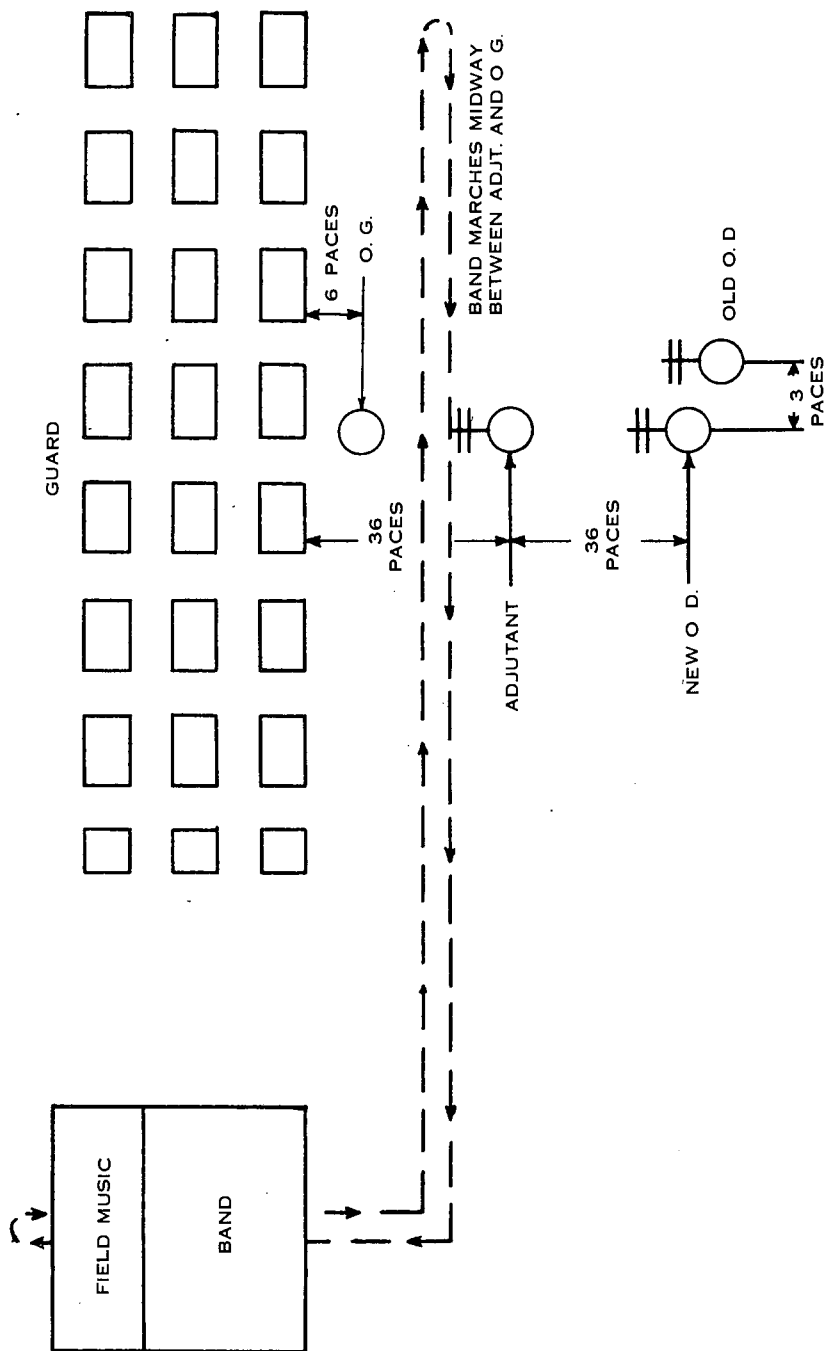 GUARD
6 PACES
O. G.
36
PACES
BAND MARCHES MIDWAY
BETWEEN ADJT. AND O G.
FIELD MUSIC
BAND
ADJUTANT
36
PACES
NEW O D.
OLD O. D
3
PACES